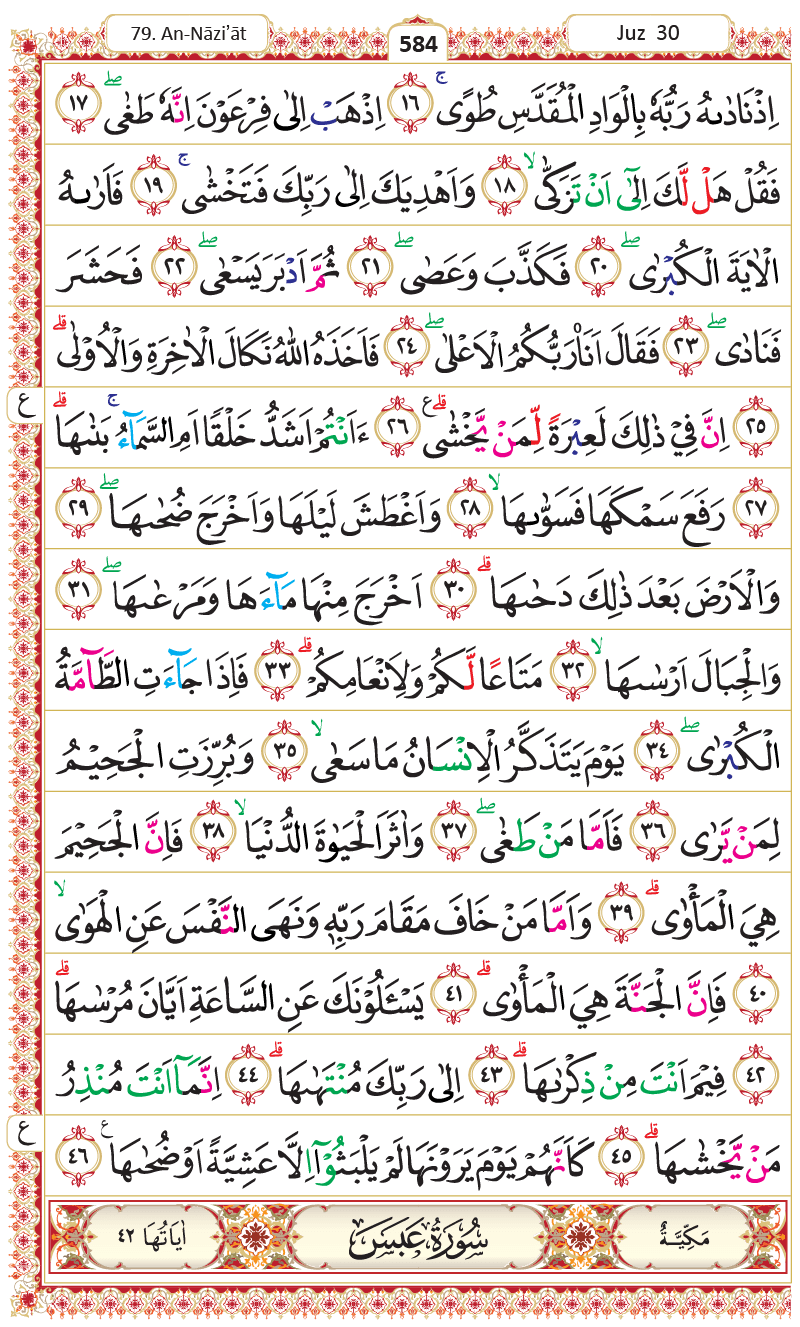 79. An-Nāzi’āt
584
Juz 30
اِذْ نَادٰىهُ رَبُّهٗ بِالْوَادِ الْمُقَدَّسِ طُوًى ۚ ١٦ اِذْهَبْ اِلٰى فِرْعَوْنَ اِنَّهٗ طَغٰى ۖ ١٧
فَقُلْ هَلْ لَّكَ اِلٰٓى اَنْ تَزَكّٰى ۙ ١٨ وَاَهْدِيَكَ اِلٰى رَبِّكَ فَتَخْشٰى ۚ ١٩ فَاَرٰىهُ
الْاٰيَةَ الْكُبْرٰى ۖ ٢٠ فَكَذَّبَ وَعَصٰى ۖ ٢١ ثُمَّ اَدْبَرَ يَسْعٰى ۖ ٢٢ فَحَشَرَ
فَنَادٰى ۖ ٢٣ فَقَالَ اَنَا۠ رَبُّكُمُ الْاَعْلٰى ۖ ٢٤ فَاَخَذَهُ اللّٰهُ نَكَالَ الْاٰخِرَةِ وَالْاُوْلٰى ۗ
٢٥ اِنَّ فِيْ ذٰلِكَ لَعِبْرَةً لِّمَنْ يَّخْشٰى ۗ ع ٢٦ ءَاَنْتُمْ اَشَدُّ خَلْقًا اَمِ السَّمَاۤءُ ۚ بَنٰىهَا ۗ
ع
٢٧ رَفَعَ سَمْكَهَا فَسَوّٰىهَا ۙ ٢٨ وَاَغْطَشَ لَيْلَهَا وَاَخْرَجَ ضُحٰىهَا ۖ ٢٩
وَالْاَرْضَ بَعْدَ ذٰلِكَ دَحٰىهَا ۗ ٣٠ اَخْرَجَ مِنْهَا مَاۤءَهَا وَمَرْعٰىهَا ۖ ٣١
وَالْجِبَالَ اَرْسٰىهَا ۙ ٣٢ مَتَاعًا لَّكُمْ وَلِاَنْعَامِكُمْ ۗ ٣٣ فَاِذَا جَاۤءَتِ الطَّاۤمَّةُ
الْكُبْرٰى ۖ ٣٤ يَوْمَ يَتَذَكَّرُ الْاِنْسَانُ مَا سَعٰى ۙ ٣٥ وَبُرِّزَتِ الْجَحِيْمُ
لِمَنْ يَّرٰى ٣٦ فَاَمَّا مَنْ طَغٰى ۖ ٣٧ وَاٰثَرَ الْحَيٰوةَ الدُّنْيَا ۙ ٣٨ فَاِنَّ الْجَحِيْمَ
هِيَ الْمَأْوٰى ۗ ٣٩ وَاَمَّا مَنْ خَافَ مَقَامَ رَبِّهٖ وَنَهَى النَّفْسَ عَنِ الْهَوٰى ۙ
٤٠ فَاِنَّ الْجَنَّةَ هِيَ الْمَأْوٰى ۗ ٤١ يَسْـَٔلُوْنَكَ عَنِ السَّاعَةِ اَيَّانَ مُرْسٰىهَا ۗ
٤٢ فِيْمَ اَنْتَ مِنْ ذِكْرٰىهَا ۗ ٤٣ اِلٰى رَبِّكَ مُنْتَهٰىهَا ۗ ٤٤ اِنَّمَآ اَنْتَ مُنْذِرُ
مَنْ يَّخْشٰىهَا ۗ ٤٥ كَاَنَّهُمْ يَوْمَ يَرَوْنَهَا لَمْ يَلْبَثُوْٓا اِلَّا عَشِيَّةً اَوْ ضُحٰىهَا ع ٤٦
ع
مَكِيَّةٌ
سُوْرَةُ عَبَسَ
اٰيَاتُهَا ٤٢